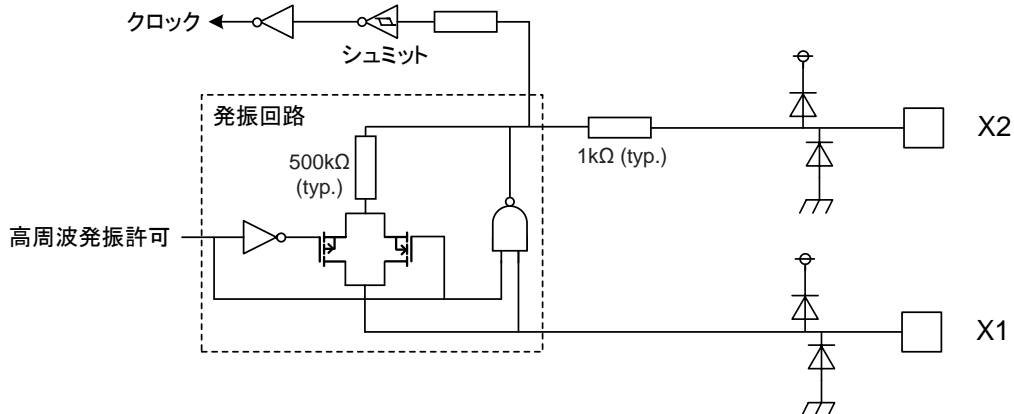 クロック
シュミット
発振回路
500kΩ
(typ.)
1kΩ (typ.)
X2
高周波発振許可
X1